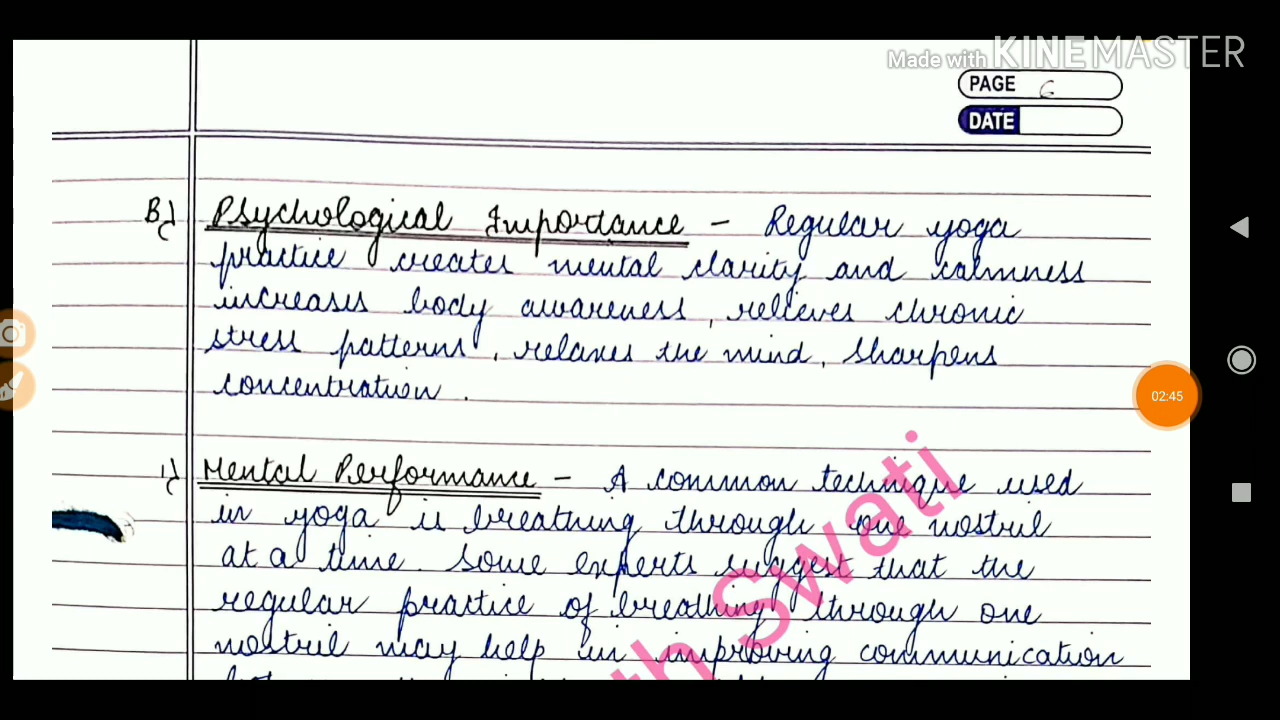 Made with KINEMASTER
PAGE 6
DATE
B.) Psychological Importance - Regular yoga
practice creates mental clarity and calmness
increases body awareness, relieves chronic
stress patterns, relaxes the mind, sharpens
concentration.
02:45
1.) Mental Performance - A common technique used
in yoga is breathing through one nostril
at a time. Some experts suggest that the
regular practice of breathing through one
nostril may help in improving communication
th Swati